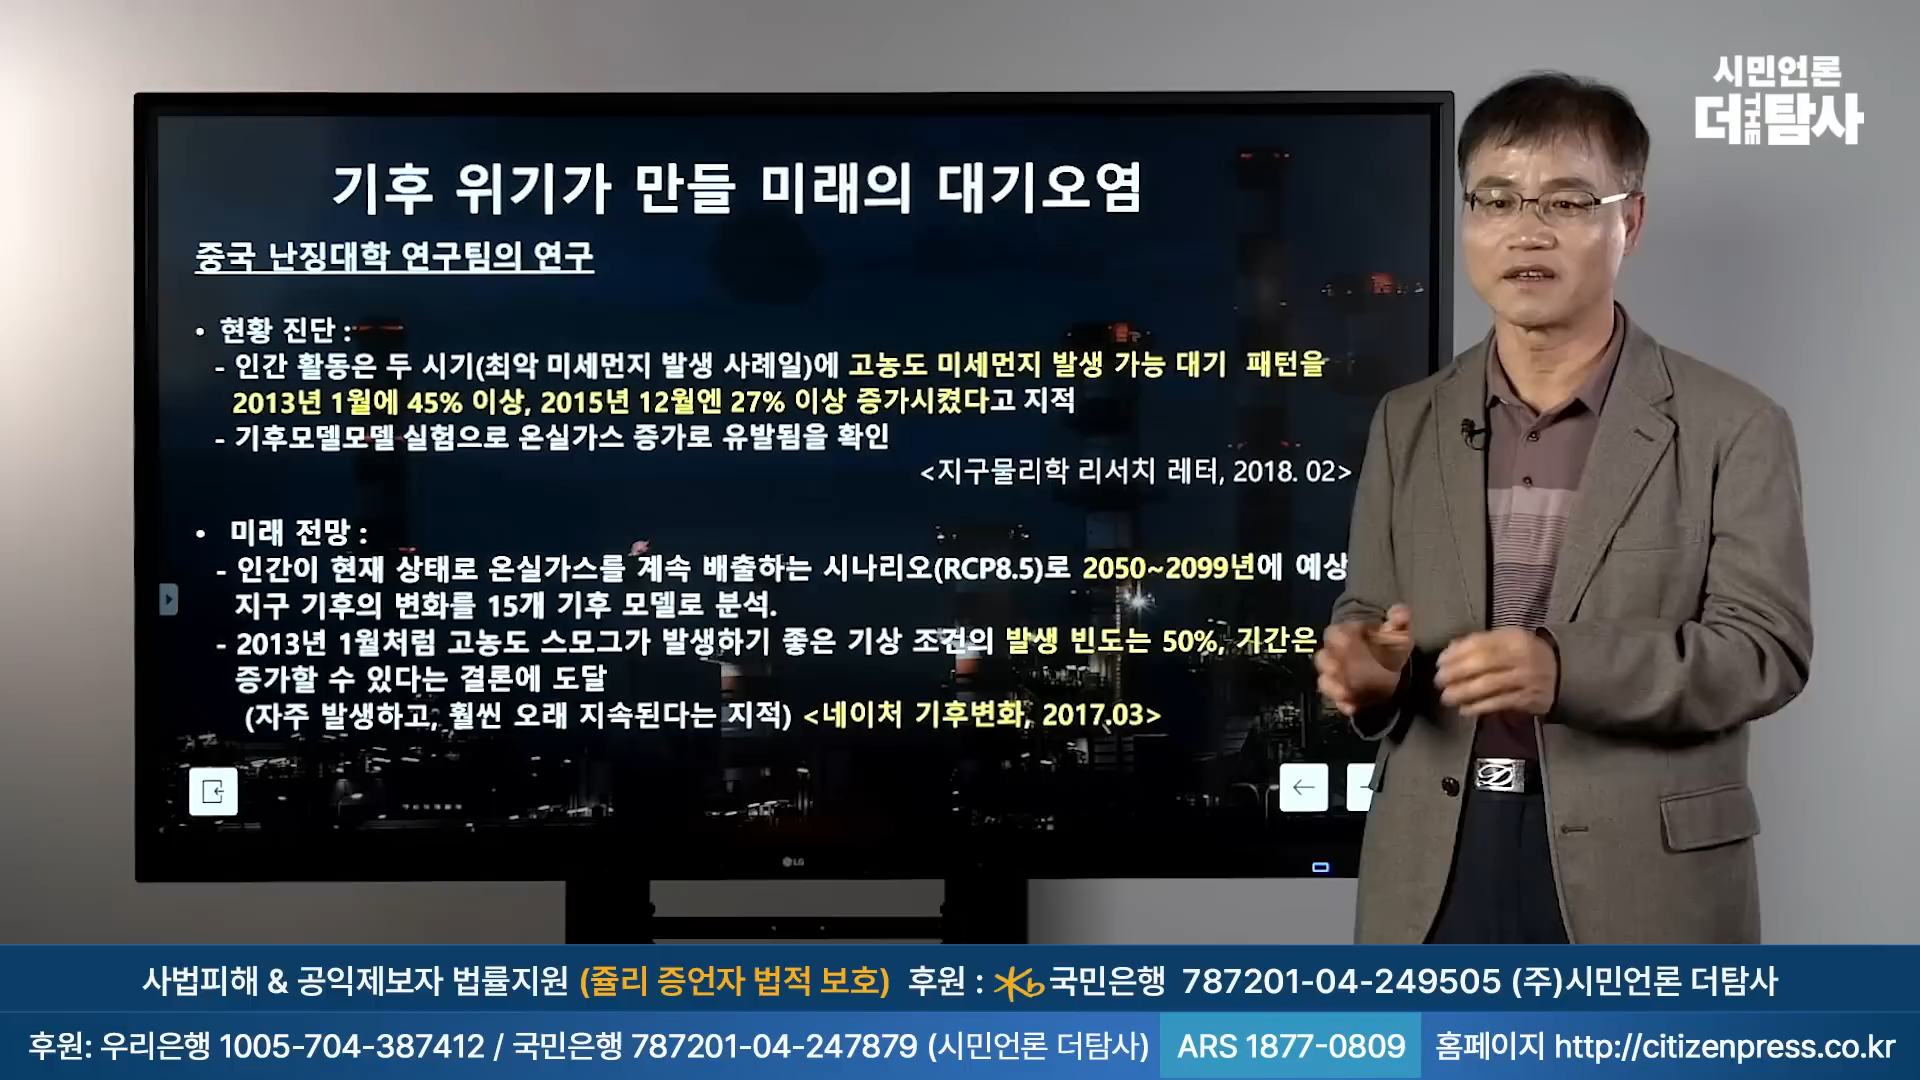 시민언론
더탐사
THE
기후 위기가 만들 미래의 대기오염
중국 난징대학 연구팀의 연구
• 현황 진단 :
- 인간 활동은 두 시기(최악 미세먼지 발생 사례일)에 고농도 미세먼지 발생 가능 대기 패턴을
2013년 1월에 45% 이상, 2015년 12월엔 27% 이상 증가시켰다고 지적
- 기후모델모델 실험으로 온실가스 증가로 유발됨을 확인
<지구물리학 리서치 레터, 2018. 02>
• 미래 전망 :
- 인간이 현재 상태로 온실가스를 계속 배출하는 시나리오(RCP8.5)로 2050~2099년에 예상
지구 기후의 변화를 15개 기후 모델로 분석.
- 2013년 1월처럼 고농도 스모그가 발생하기 좋은 기상 조건의 발생 빈도는 50%, 기간은
증가할 수 있다는 결론에 도달
(자주 발생하고, 훨씬 오래 지속된다는 지적) <네이처 기후변화, 2017.03>
LG
사법피해 & 공익제보자 법률지원 (쥴리 증언자 법적 보호) 후원 : Kb 국민은행 787201-04-249505 (주)시민언론 더탐사
후원: 우리은행 1005-704-387412 / 국민은행 787201-04-247879 (시민언론 더탐사) ARS 1877-0809 홈페이지 http://citizenpress.co.kr